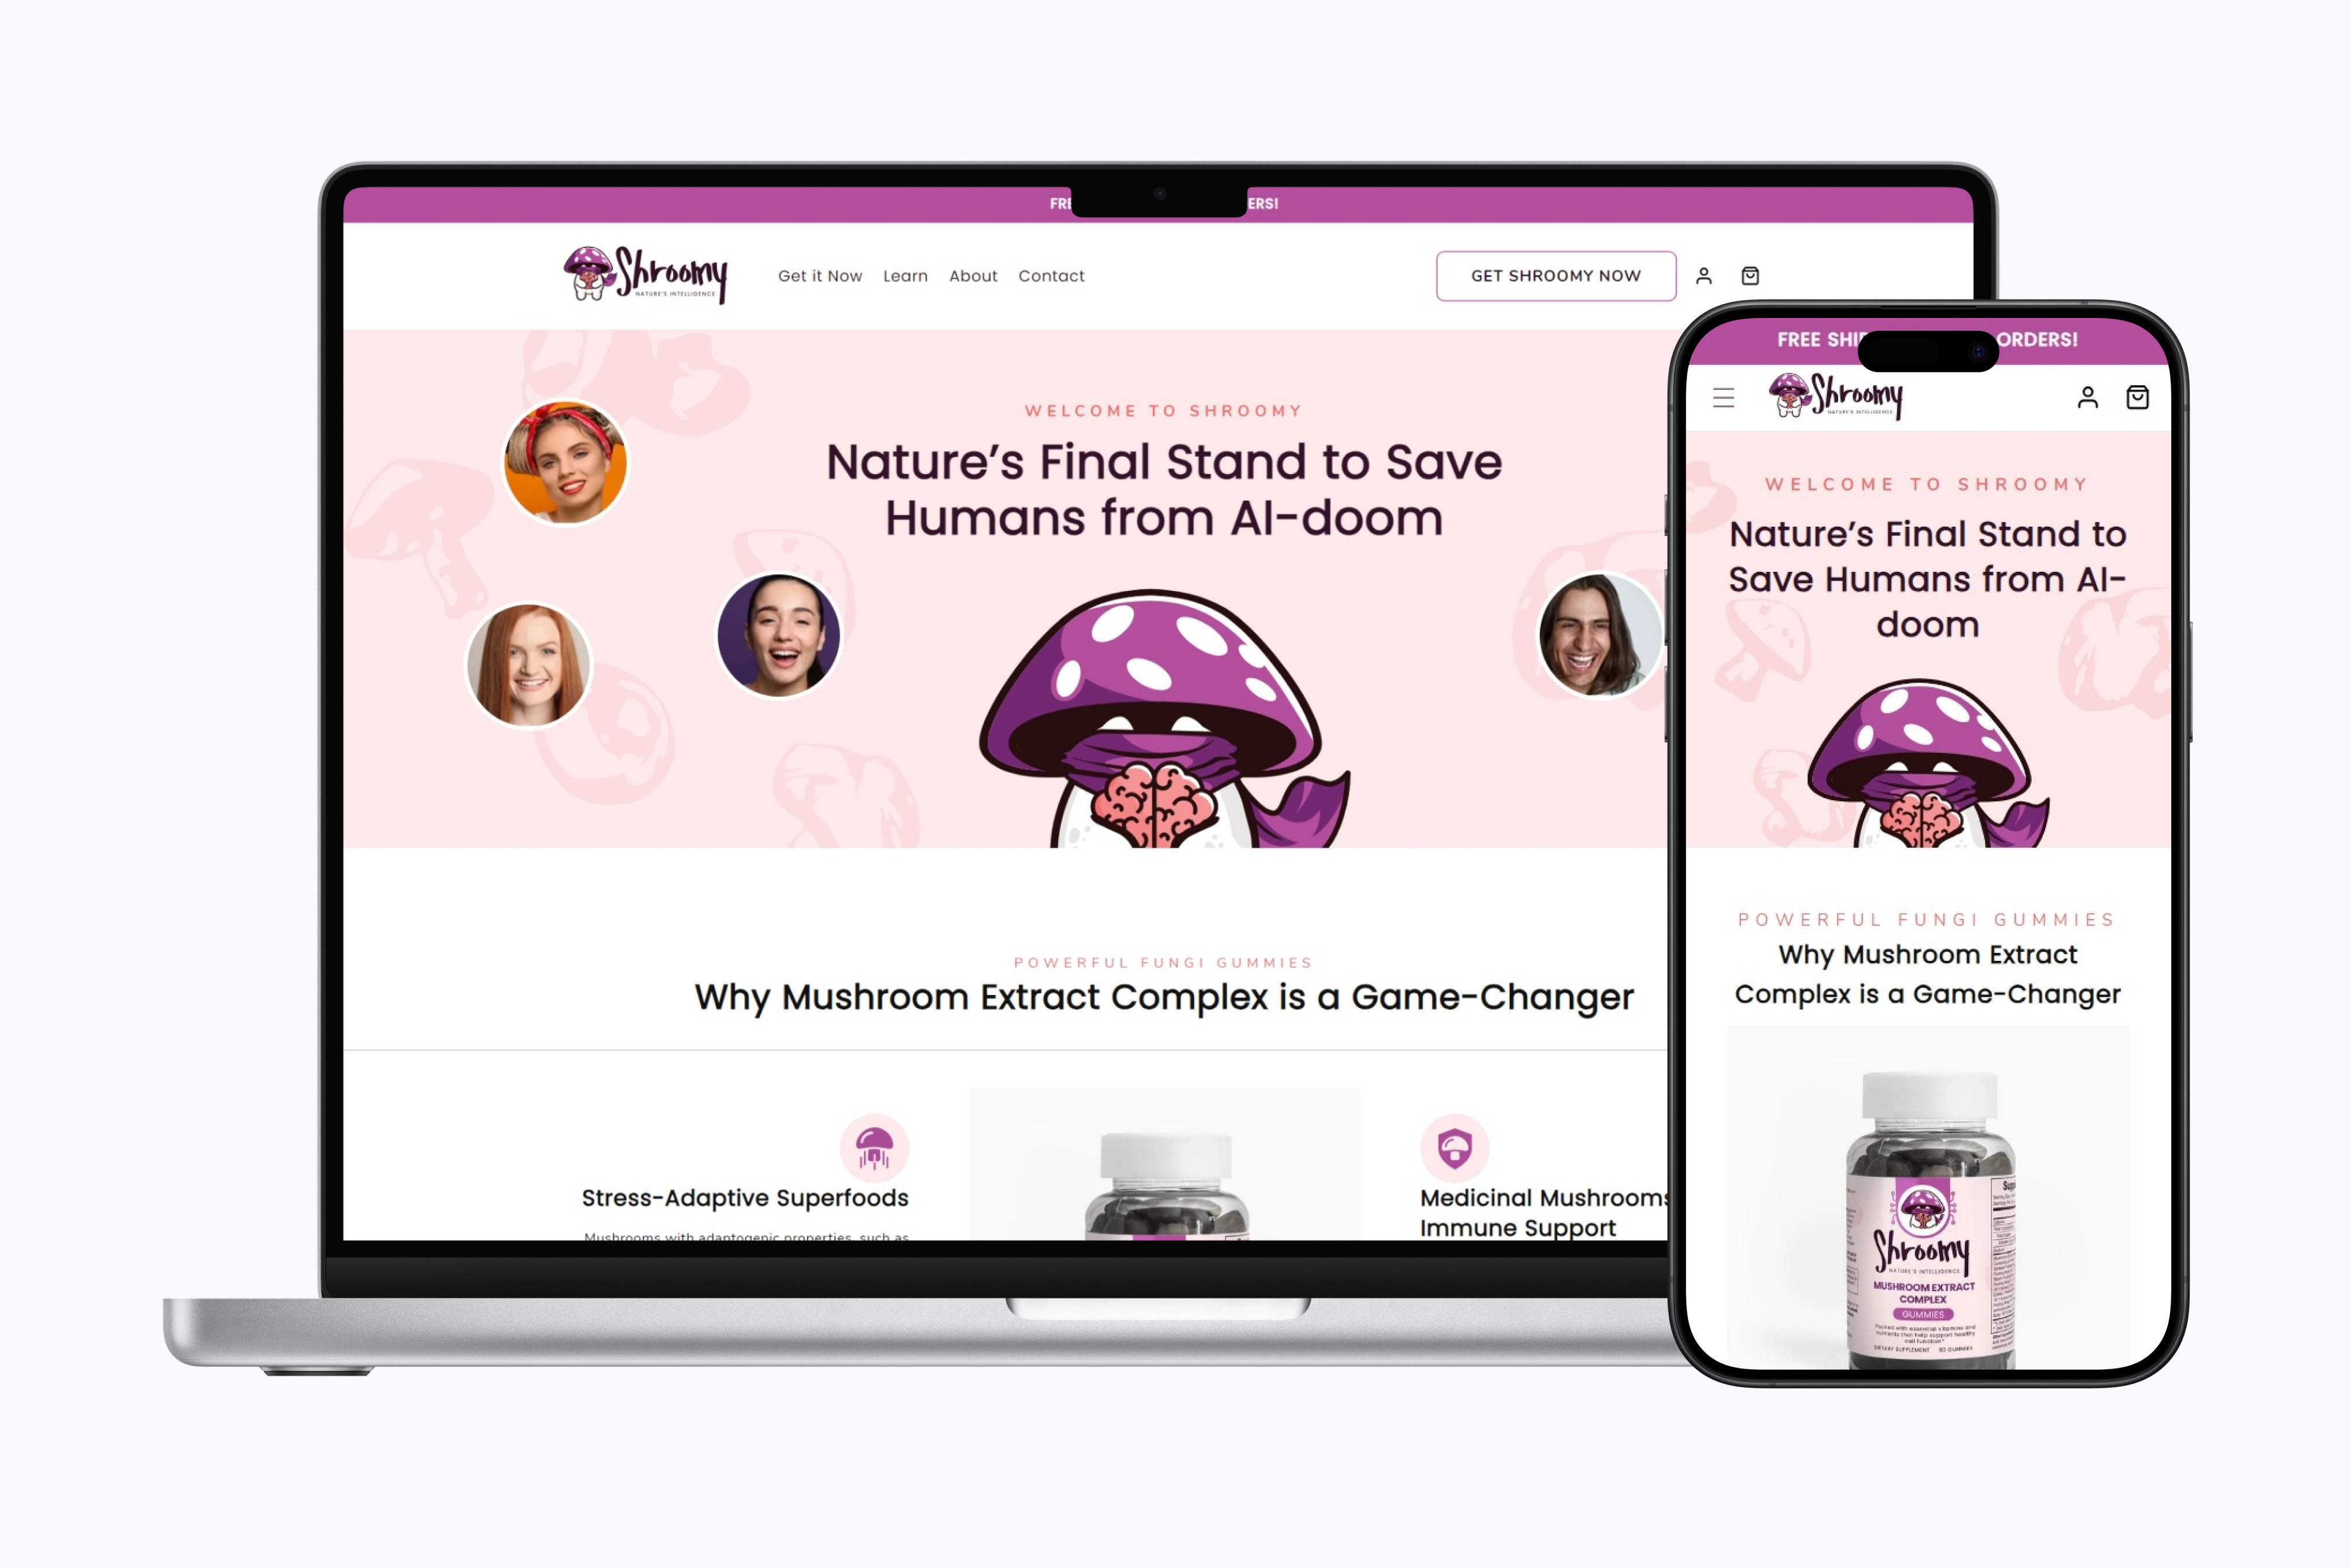 FRE ERS!
Shroomy
NATURE'S INTELLIGENCE
Get it Now Learn About Contact
GET SHROOMY NOW
WELCOME TO SHROOMY
Nature's Final Stand to Save
Humans from AI-doom
POWERFUL FUNGI GUMMIES
Why Mushroom Extract Complex is a Game-Changer
Stress-Adaptive Superfoods
Mushrooms with adaptogenic properties, such as
Medicinal Mushrooms
Immune Support
FREE SHI ORDERS!
Shroomy
NATURE'S INTELLIGENCE
WELCOME TO SHROOMY
Nature's Final Stand to
Save Humans from AI-
doom
POWERFUL FUNGI GUMMIES
Why Mushroom Extract
Complex is a Game-Changer
Shroomy
NATURE'S INTELLIGENCE
MUSHROOM EXTRACT
COMPLEX
GUMMIES
Packed with essential vitamins and
nutrients that help support healthy
cell function*
DIETARY SUPPLEMENT 60 GUMMIES